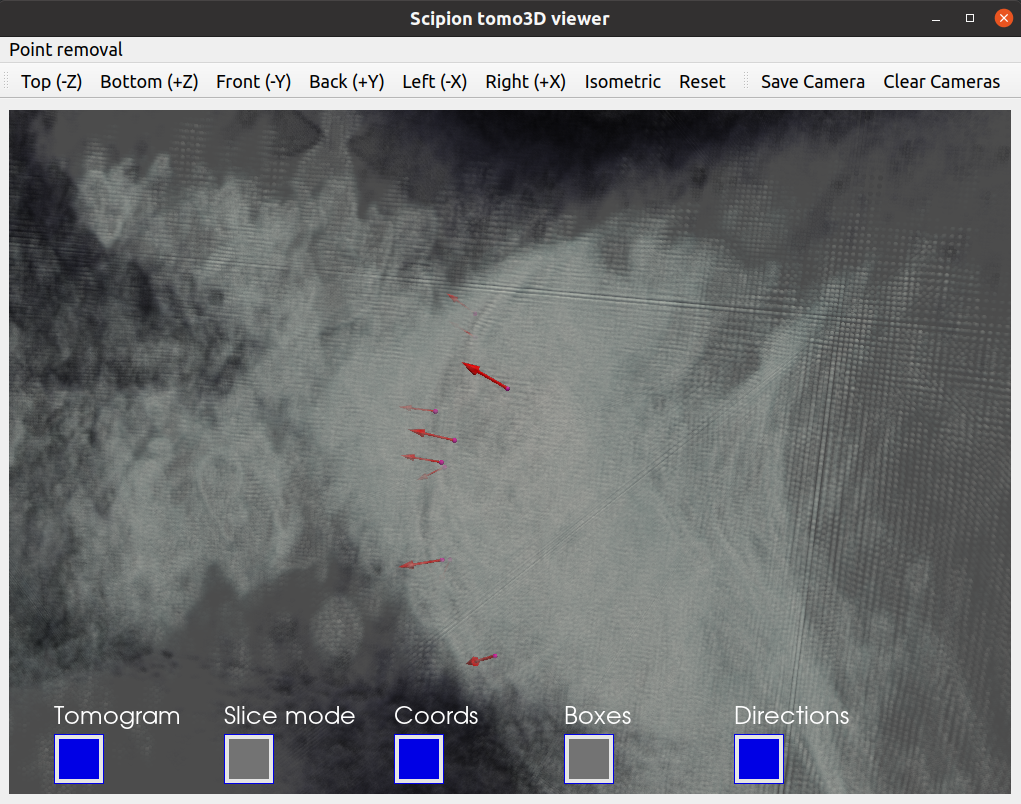 Scipion tomo3D viewer
Point removal
Top (-Z) Bottom (+Z) Front (-Y) Back (+Y) Left (-X) Right (+X) Isometric Reset Save Camera Clear Cameras
Tomogram Slice mode Coords Boxes Directions